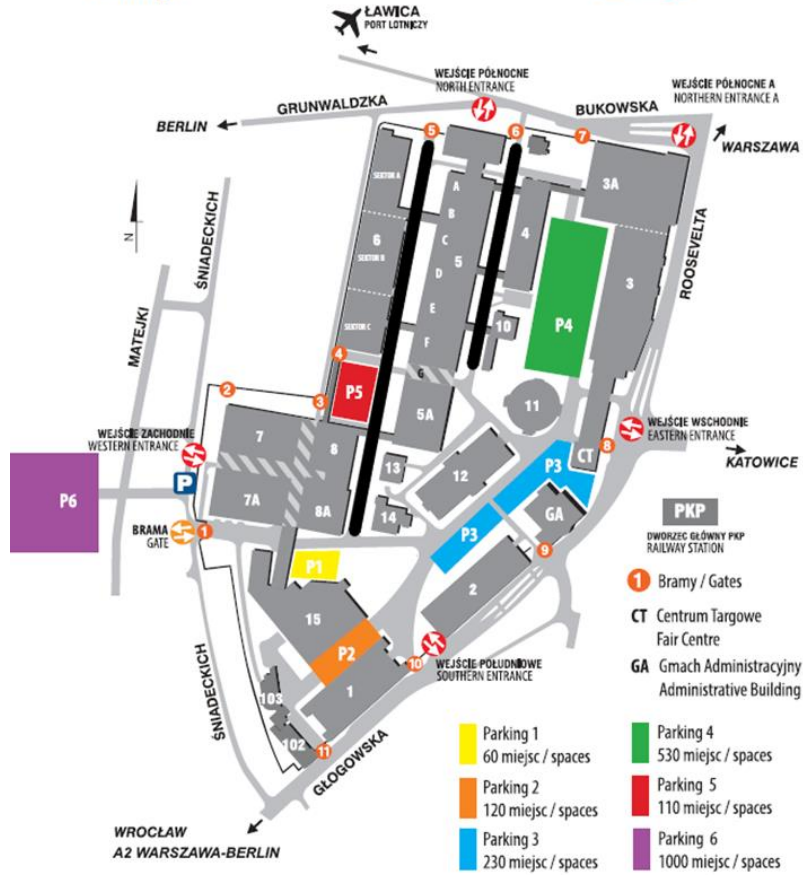 ŁAWICA
PORT LOTNICZY
WEJŚCIE PÓŁNOCNE
NORTH ENTRANCE
WEJŚCIE PÓŁNOCNE A
NORTHERN ENTRANCE A
GRUNWALDZKA
BUKOWSKA
BERLIN
WARSZAWA
5
6
7
SEKTOR A
A
3A
B
4
6
C
5
N
ŚNIADECKICH
SEKTOR B
D
3
ROOSEVELTA
MATEJKI
E
P4
SEKTOR C
F
10
4
G
2
P5
3
5A
11
WEJŚCIE ZACHODNIE
WESTERN ENTRANCE
7
8
WEJŚCIE WSCHODNIE
EASTERN ENTRANCE
8
CT
KATOWICE
P
13
12
P3
P6
7A
8A
14
GA
PKP
DWORZEC GŁÓWNY PKP
RAILWAY STATION
BRAMA
GATE
1
P3
9
P1
2
1 Bramy / Gates
15
CT Centrum Targowe
Fair Centre
P2
10
WEJŚCIE POŁUDNIOWE
SOUTHERN ENTRANCE
GA Gmach Administracyjny
Administrative Building
ŚNIADECKICH
103
1
102
11
GŁOGOWSKA
Parking 1
60 miejsc / spaces
Parking 4
530 miejsc / spaces
Parking 2
120 miejsc / spaces
Parking 5
110 miejsc / spaces
WROCŁAW
A2 WARSZAWA-BERLIN
Parking 3
230 miejsc / spaces
Parking 6
1000 miejsc / spaces